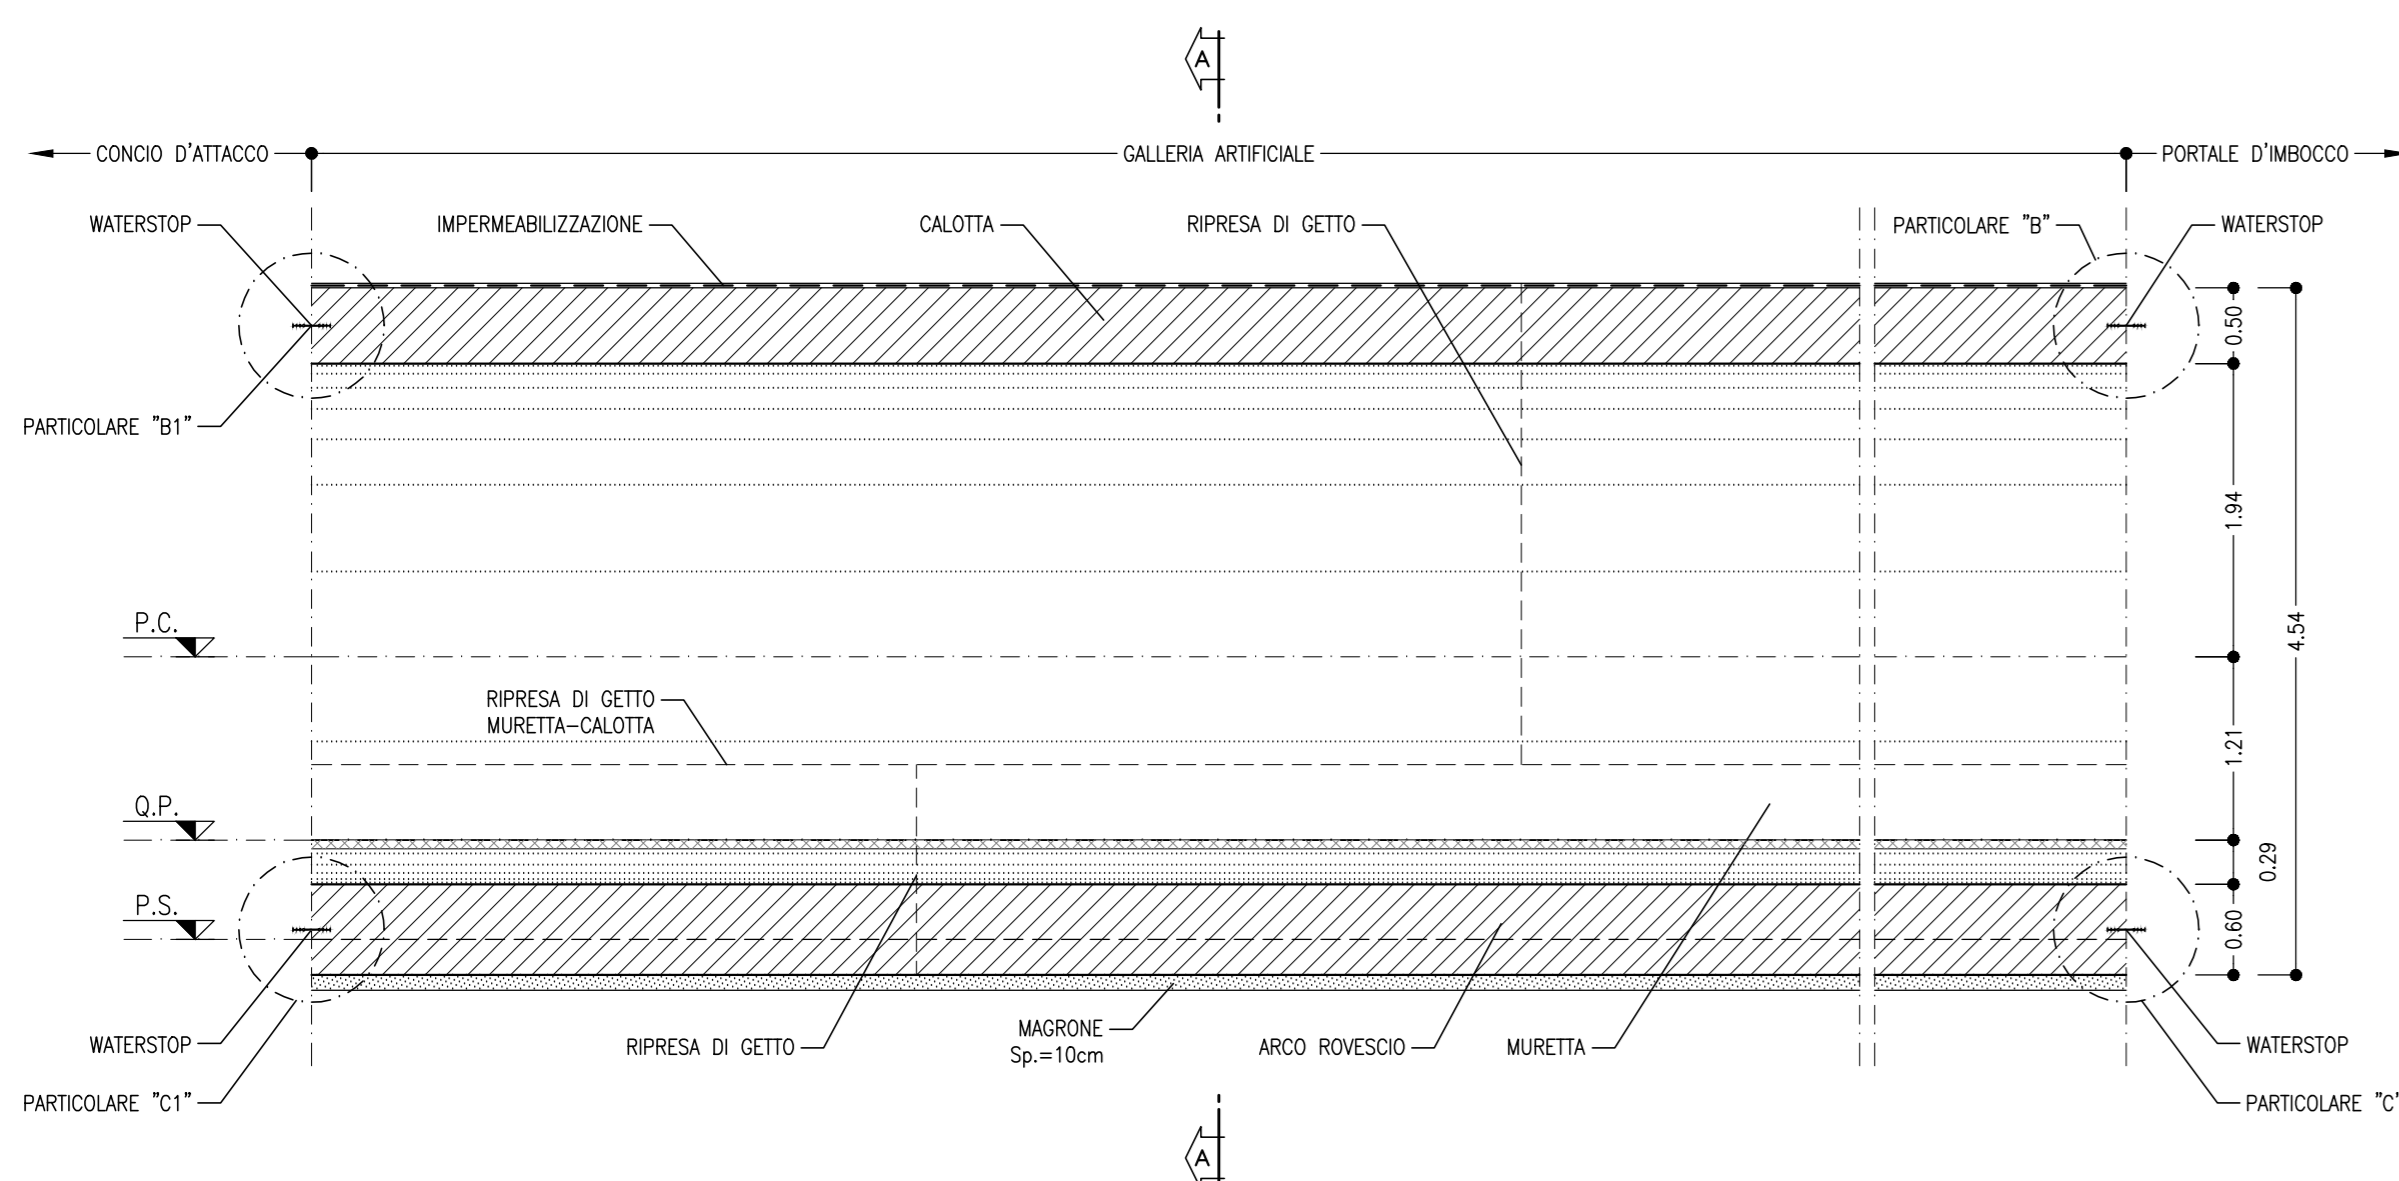 A
CONCIO D'ATTACCO
GALLERIA ARTIFICIALE
PORTALE D'IMBOCCO
WATERSTOP
IMPERMEABILIZZAZIONE
CALOTTA
RIPRESA DI GETTO
PARTICOLARE "B"
WATERSTOP
0.50
PARTICOLARE "B1"
1.94
4.54
P.C.
RIPRESA DI GETTO
MURETTA-CALOTTA
1.21
Q.P.
0.29
P.S.
0.60
WATERSTOP
RIPRESA DI GETTO
MAGRONE
Sp.=10cm
ARCO ROVESCIO
MURETTA
WATERSTOP
PARTICOLARE "C1"
PARTICOLARE "C"
A